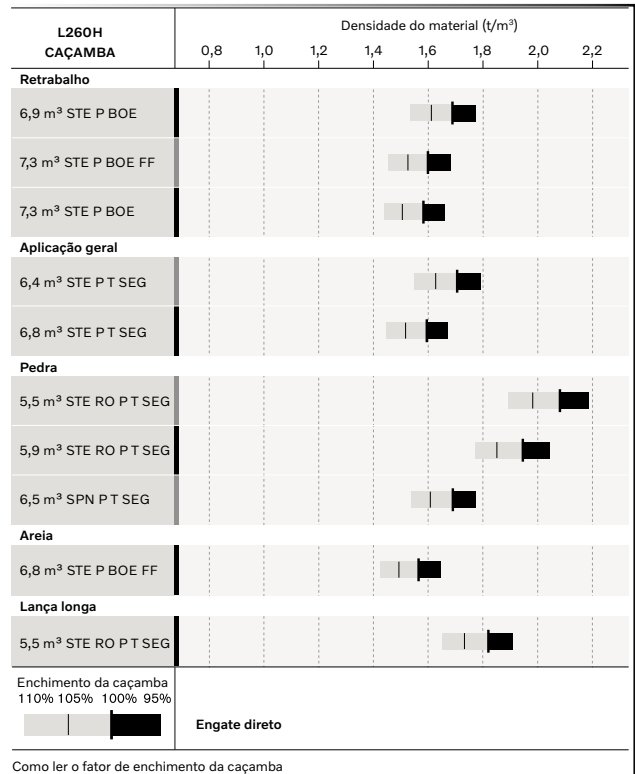 L260H
CAÇAMBA
Densidade do material (t/m³)
0,8 1,0 1,2 1,4 1,6 1,8 2,0 2,2
Retrabalho
6,9 m³ STE P BOE
7,3 m³ STE P BOE FF
7,3 m³ STE P BOE
Aplicação geral
6,4 m³ STE P T SEG
6,8 m³ STE P T SEG
Pedra
5,5 m³ STE RO P T SEG
5,9 m³ STE RO P T SEG
6,5 m³ SPN P T SEG
Areia
6,8 m³ STE P BOE FF
Lança longa
5,5 m³ STE RO P T SEG
Enchimento da caçamba
110% 105% 100% 95%
Engate direto
Como ler o fator de enchimento da caçamba